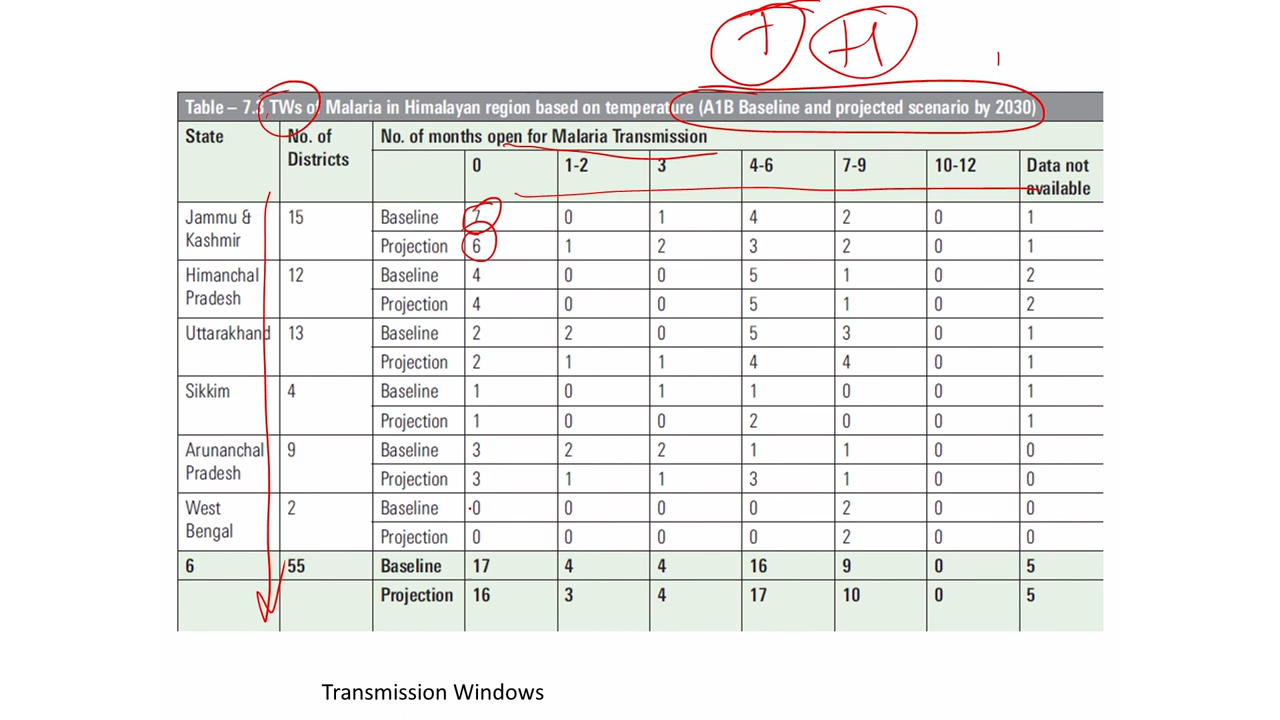 T H
Table – 7.3 TWs of Malaria in Himalayan region based on temperature (A1B Baseline and projected scenario by 2030)
State No. of Districts No. of months open for Malaria Transmission
0 1-2 3 4-6 7-9 10-12 Data not available
Jammu & Kashmir 15 Baseline 7 0 1 4 2 0 1
Projection 6 1 2 3 2 0 1
Himanchal Pradesh 12 Baseline 4 0 0 5 1 0 2
Projection 4 0 0 5 1 0 2
Uttarakhand 13 Baseline 2 2 0 5 3 0 1
Projection 2 1 1 4 4 0 1
Sikkim 4 Baseline 1 0 1 1 0 0 1
Projection 1 0 0 2 0 0 1
Arunanchal Pradesh 9 Baseline 3 2 2 1 1 0 0
Projection 3 1 1 3 1 0 0
West Bengal 2 Baseline 0 0 0 0 2 0 0
Projection 0 0 0 0 2 0 0
6 55 Baseline 17 4 4 16 9 0 5
Projection 16 3 4 17 10 0 5
Transmission Windows